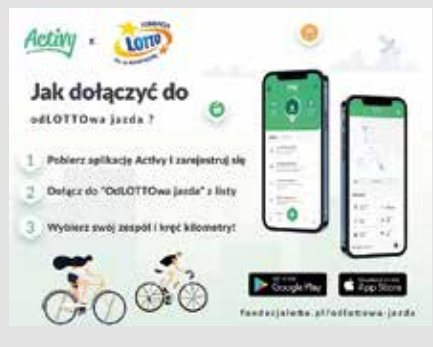 Activy x
FUNDACJA
LOTTO
Jak dołączyć do
odLOTTOwa jazda ?
1 Pobierz aplikację Activy i zarejestruj się
2 Dołącz do "OdLOTTOwa jazda" z listy
3 Wybierz swój zespół i kręć kilometry!
Google Play
App Store
fundacjalotto.pl/odlottowa-jazda